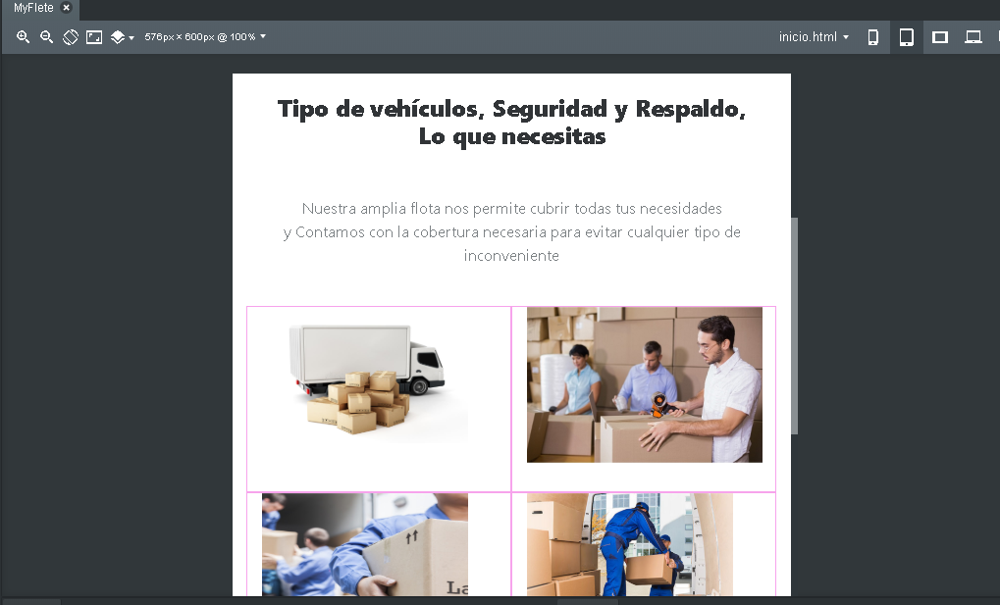 MyFlete
576px × 600px @ 100%
inicio.html
Tipo de vehículos, Seguridad y Respaldo,
Lo que necesitas
Nuestra amplia flota nos permite cubrir todas tus necesidades
y Contamos con la cobertura necesaria para evitar cualquier tipo de
inconveniente
La